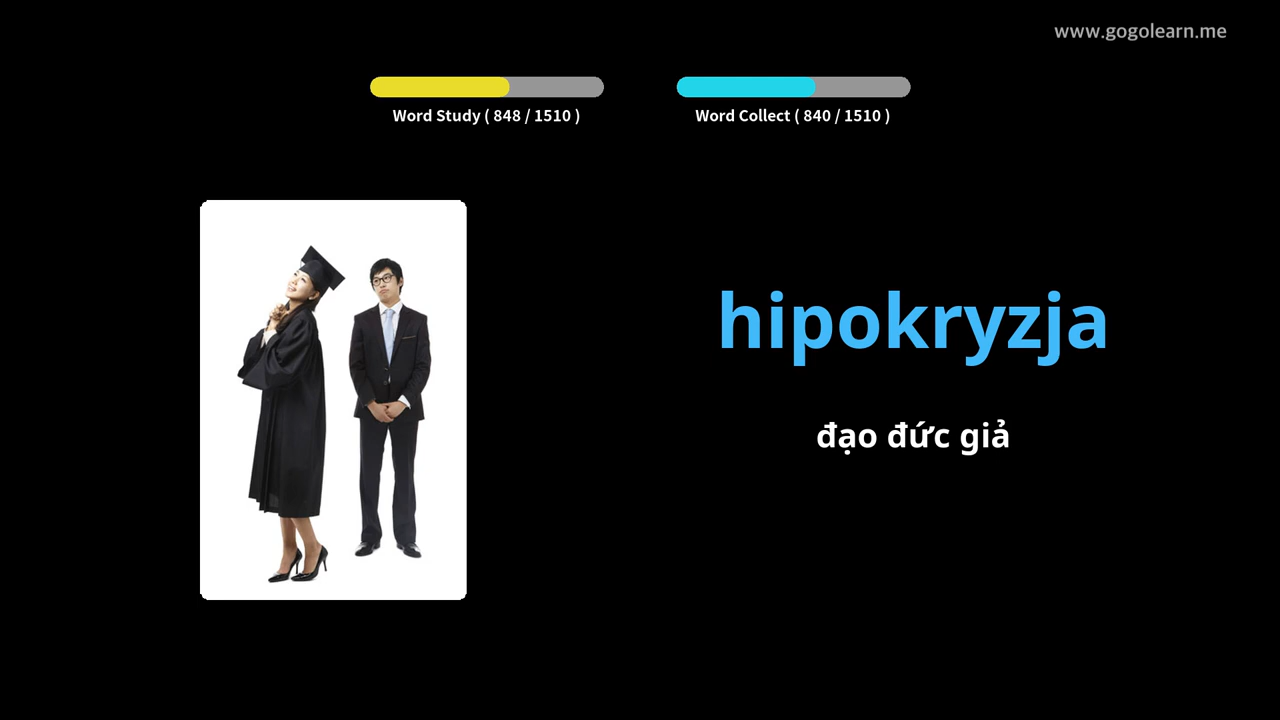 www.gogolearn.me
Word Study ( 848 / 1510 )
Word Collect ( 840 / 1510 )
hipokryzja
đạo đức giả